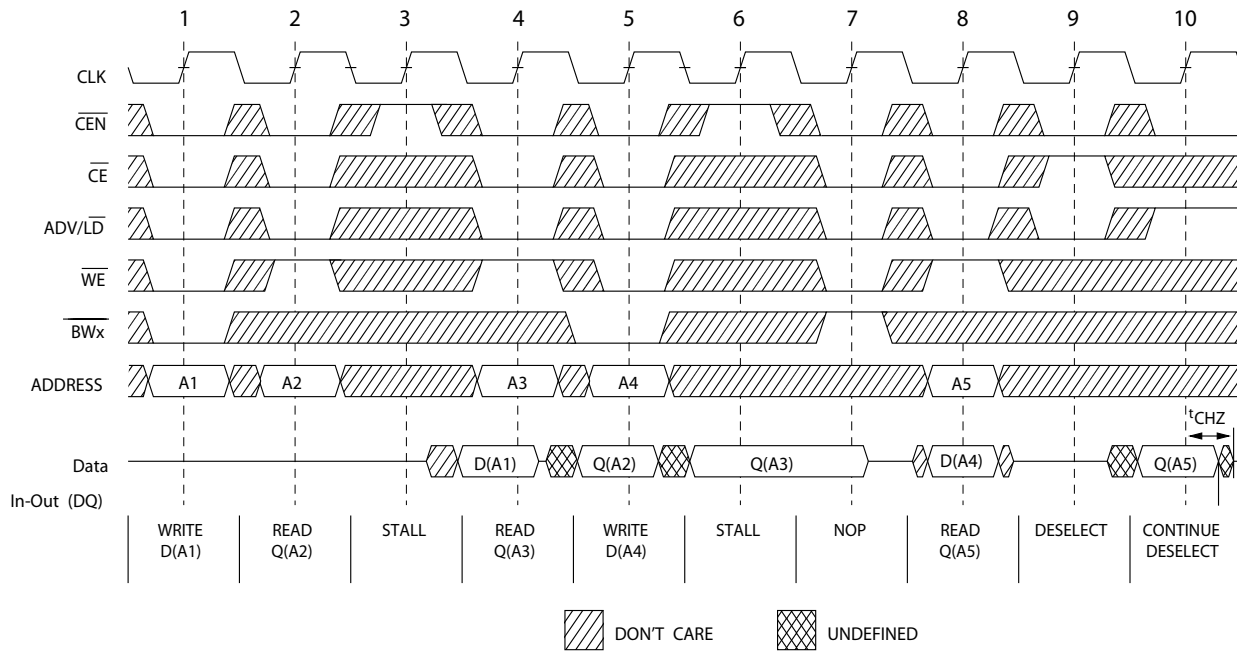 1 2 3 4 5 6 7 8 9 10
CLK
CEN
CE
ADV/LD
WE
BWx
ADDRESS A1 A2 A3 A4 A5
tCHZ
Data D(A1) Q(A2) Q(A3) D(A4) Q(A5)
In-Out (DQ)
WRITE READ STALL READ WRITE STALL NOP READ DESELECT CONTINUE
D(A1) Q(A2) Q(A3) D(A4) Q(A5) DESELECT
DON'T CARE UNDEFINED